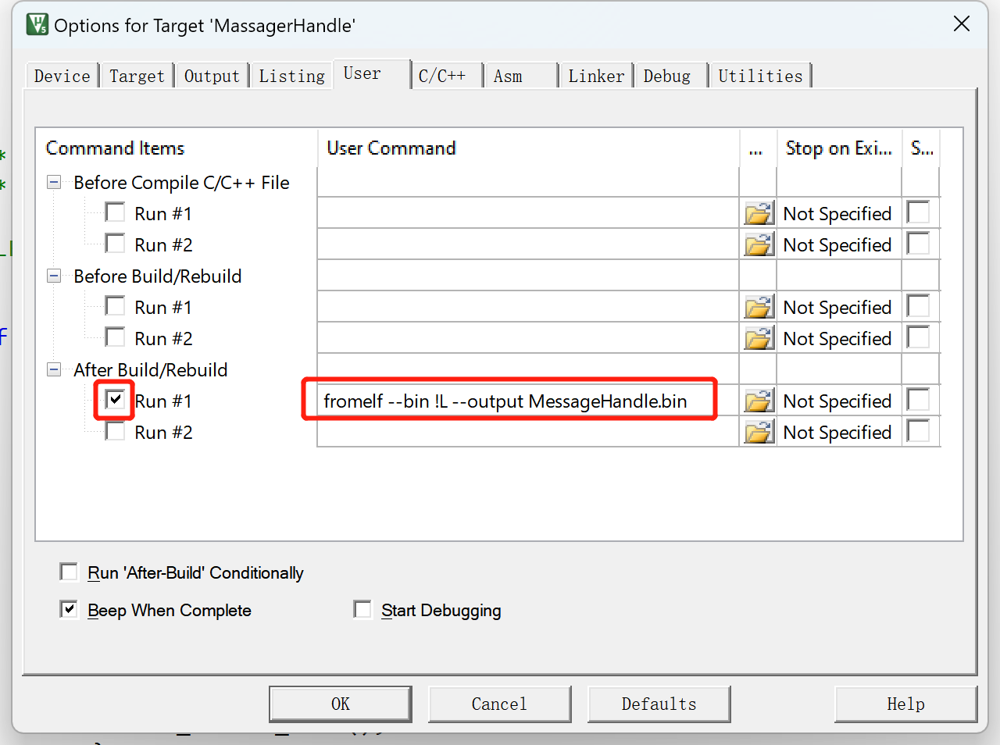 Options for Target 'MassagerHandle'
Device Target Output Listing User C/C++ Asm Linker Debug Utilities
Command Items User Command ... Stop on Exi... S...
Before Compile C/C++ File
Run #1 Not Specified
Run #2 Not Specified
Before Build/Rebuild
Run #1 Not Specified
Run #2 Not Specified
After Build/Rebuild
Run #1 fromelf --bin !L --output MessageHandle.bin Not Specified
Run #2 Not Specified
Run 'After-Build' Conditionally
Beep When Complete Start Debugging
OK Cancel Defaults Help